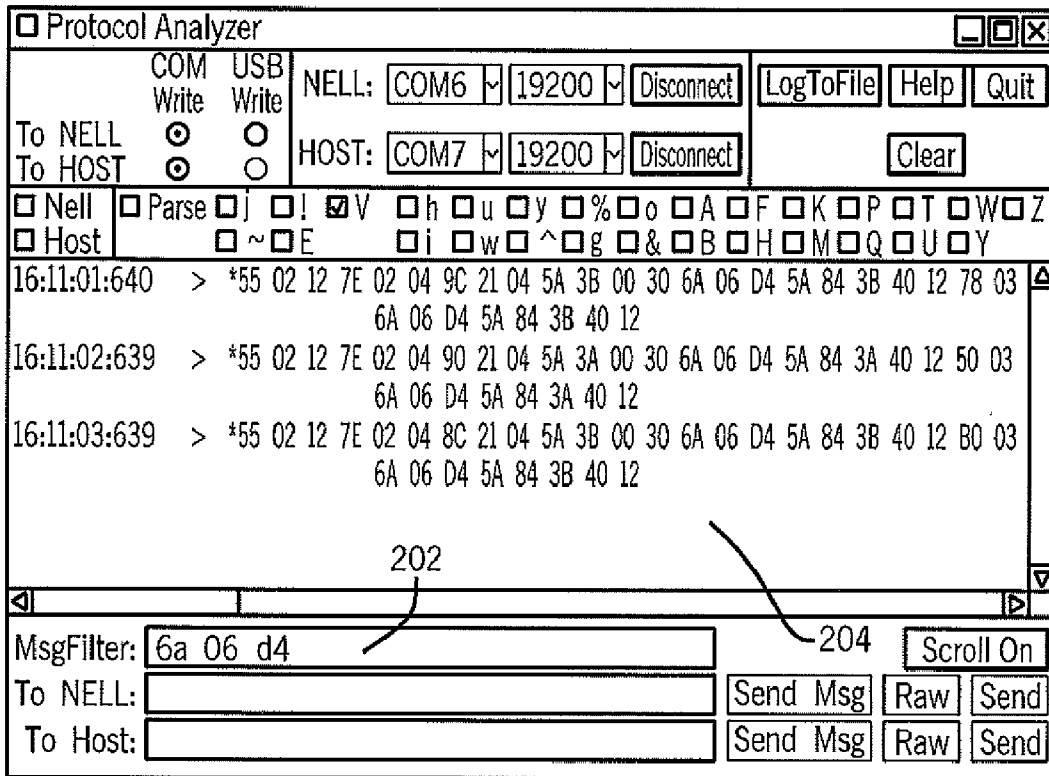 Protocol Analyzer
COM USB
Write Write
To NELL
To HOST
NELL: COM6 19200 Disconnect
HOST: COM7 19200 Disconnect
LogToFile Help Quit
Clear
Nell Parse j ! V h u y % o A F K P T W Z
Host ~ E i w ^ g & B H M Q U Y
16:11:01:640 > *55 02 12 7E 02 04 9C 21 04 5A 3B 00 30 6A 06 D4 5A 84 3B 40 12 78 03
6A 06 D4 5A 84 3B 40 12
16:11:02:639 > *55 02 12 7E 02 04 90 21 04 5A 3A 00 30 6A 06 D4 5A 84 3A 40 12 50 03
6A 06 D4 5A 84 3A 40 12
16:11:03:639 > *55 02 12 7E 02 04 8C 21 04 5A 3B 00 30 6A 06 D4 5A 84 3B 40 12 B0 03
6A 06 D4 5A 84 3B 40 12
202
204
MsgFilter: 6a 06 d4
Scroll On
To NELL: Send Msg Raw Send
To Host: Send Msg Raw Send